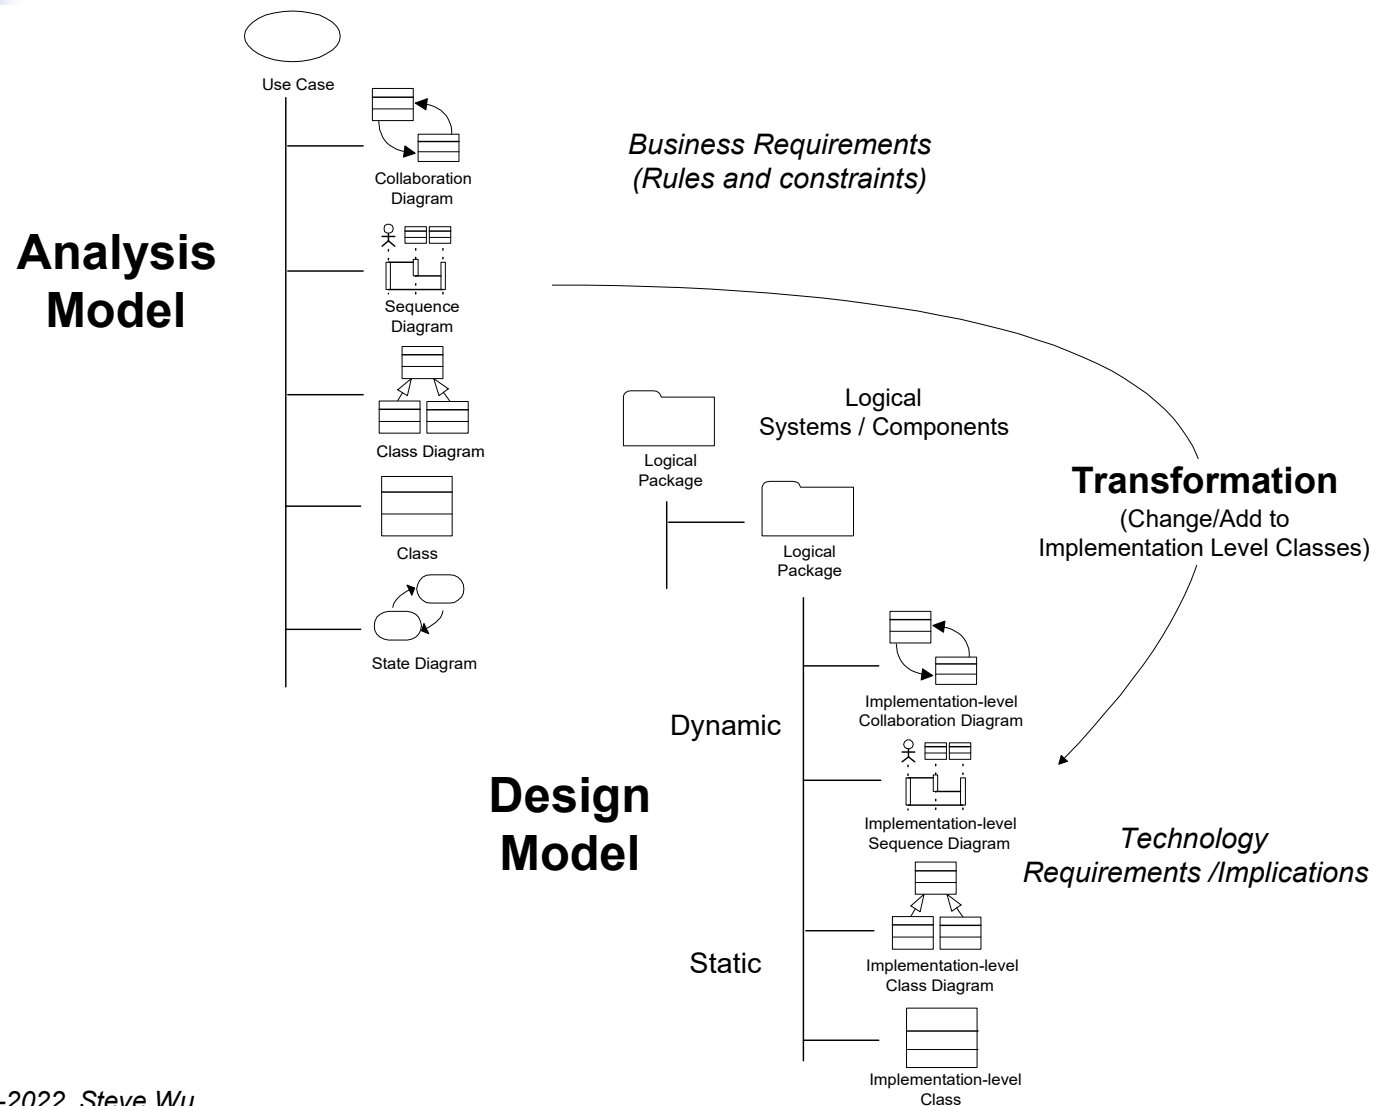 Use Case
Collaboration
Diagram
Business Requirements
(Rules and constraints)
Analysis
Model
Sequence
Diagram
Class Diagram
Class
State Diagram
Logical
Systems / Components
Logical
Package
Logical
Package
Transformation
(Change/Add to
Implementation Level Classes)
Design
Model
Dynamic
Implementation-level
Collaboration Diagram
Implementation-level
Sequence Diagram
Technology
Requirements /Implications
Static
Implementation-level
Class Diagram
Implementation-level
Class
-2022 Steve Wu